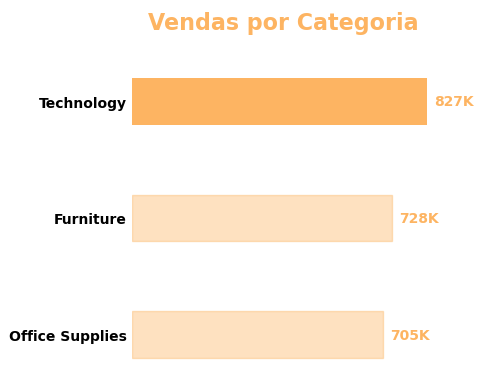 Vendas por Categoria
Technology 827K
Furniture 728K
Office Supplies 705K